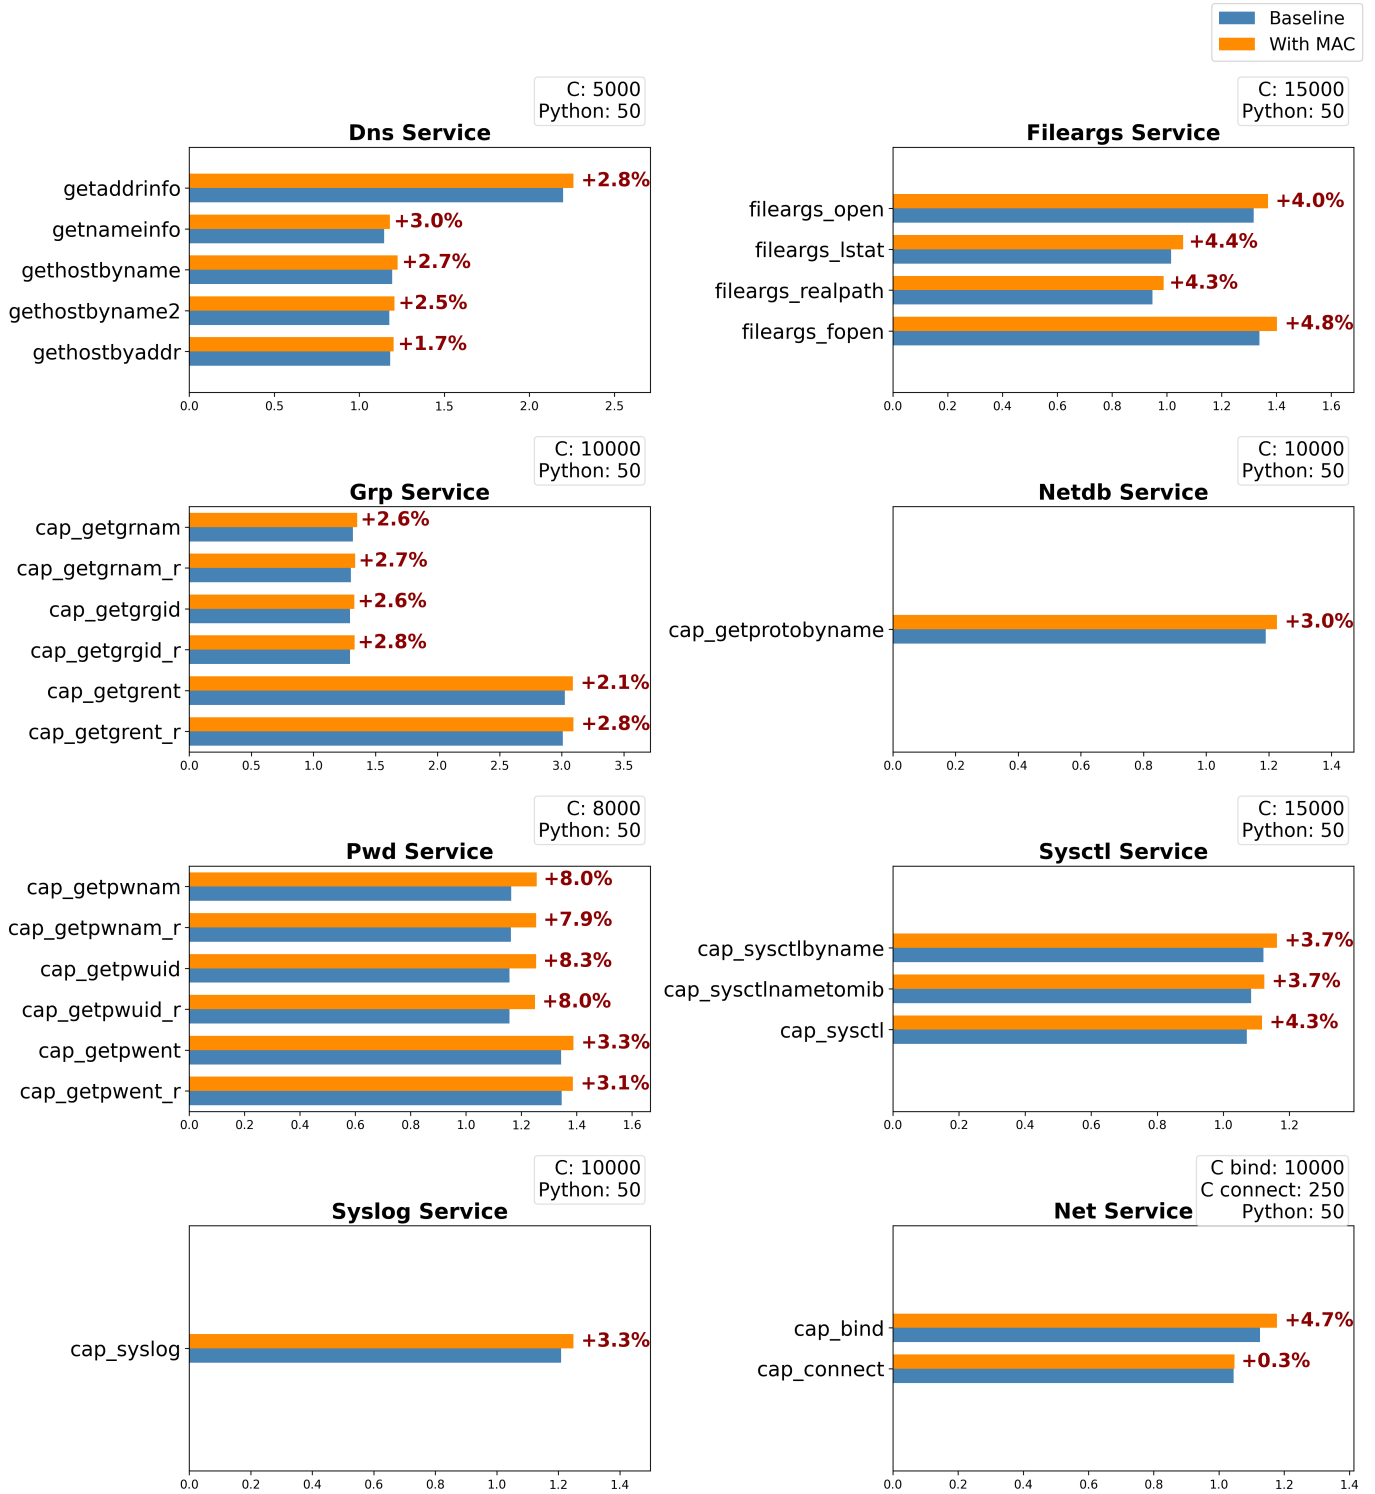 Baseline
With MAC
C: 5000
Python: 50
Dns Service
getaddrinfo
+2.8%
getnameinfo
+3.0%
gethostbyname
+2.7%
gethostbyname2
+2.5%
gethostbyaddr
+1.7%
0.0 0.5 1.0 1.5 2.0 2.5
C: 15000
Python: 50
Fileargs Service
fileargs_open
+4.0%
fileargs_lstat
+4.4%
fileargs_realpath
+4.3%
fileargs_fopen
+4.8%
0.0 0.2 0.4 0.6 0.8 1.0 1.2 1.4 1.6
C: 10000
Python: 50
Grp Service
cap_getgrnam
+2.6%
cap_getgrnam_r
+2.7%
cap_getgrgid
+2.6%
cap_getgrgid_r
+2.8%
cap_getgrent
+2.1%
cap_getgrent_r
+2.8%
0.0 0.5 1.0 1.5 2.0 2.5 3.0 3.5
C: 10000
Python: 50
Netdb Service
cap_getprotobyname
+3.0%
0.0 0.2 0.4 0.6 0.8 1.0 1.2 1.4
C: 8000
Python: 50
Pwd Service
cap_getpwnam
+8.0%
cap_getpwnam_r
+7.9%
cap_getpwuid
+8.3%
cap_getpwuid_r
+8.0%
cap_getpwent
+3.3%
cap_getpwent_r
+3.1%
0.0 0.2 0.4 0.6 0.8 1.0 1.2 1.4 1.6
C: 15000
Python: 50
Sysctl Service
cap_sysctlbyname
+3.7%
cap_sysctlnametomib
+3.7%
cap_sysctl
+4.3%
0.0 0.2 0.4 0.6 0.8 1.0 1.2
C: 10000
Python: 50
Syslog Service
cap_syslog
+3.3%
0.0 0.2 0.4 0.6 0.8 1.0 1.2 1.4
C bind: 10000
C connect: 250
Python: 50
Net Service
cap_bind
+4.7%
cap_connect
+0.3%
0.0 0.2 0.4 0.6 0.8 1.0 1.2 1.4